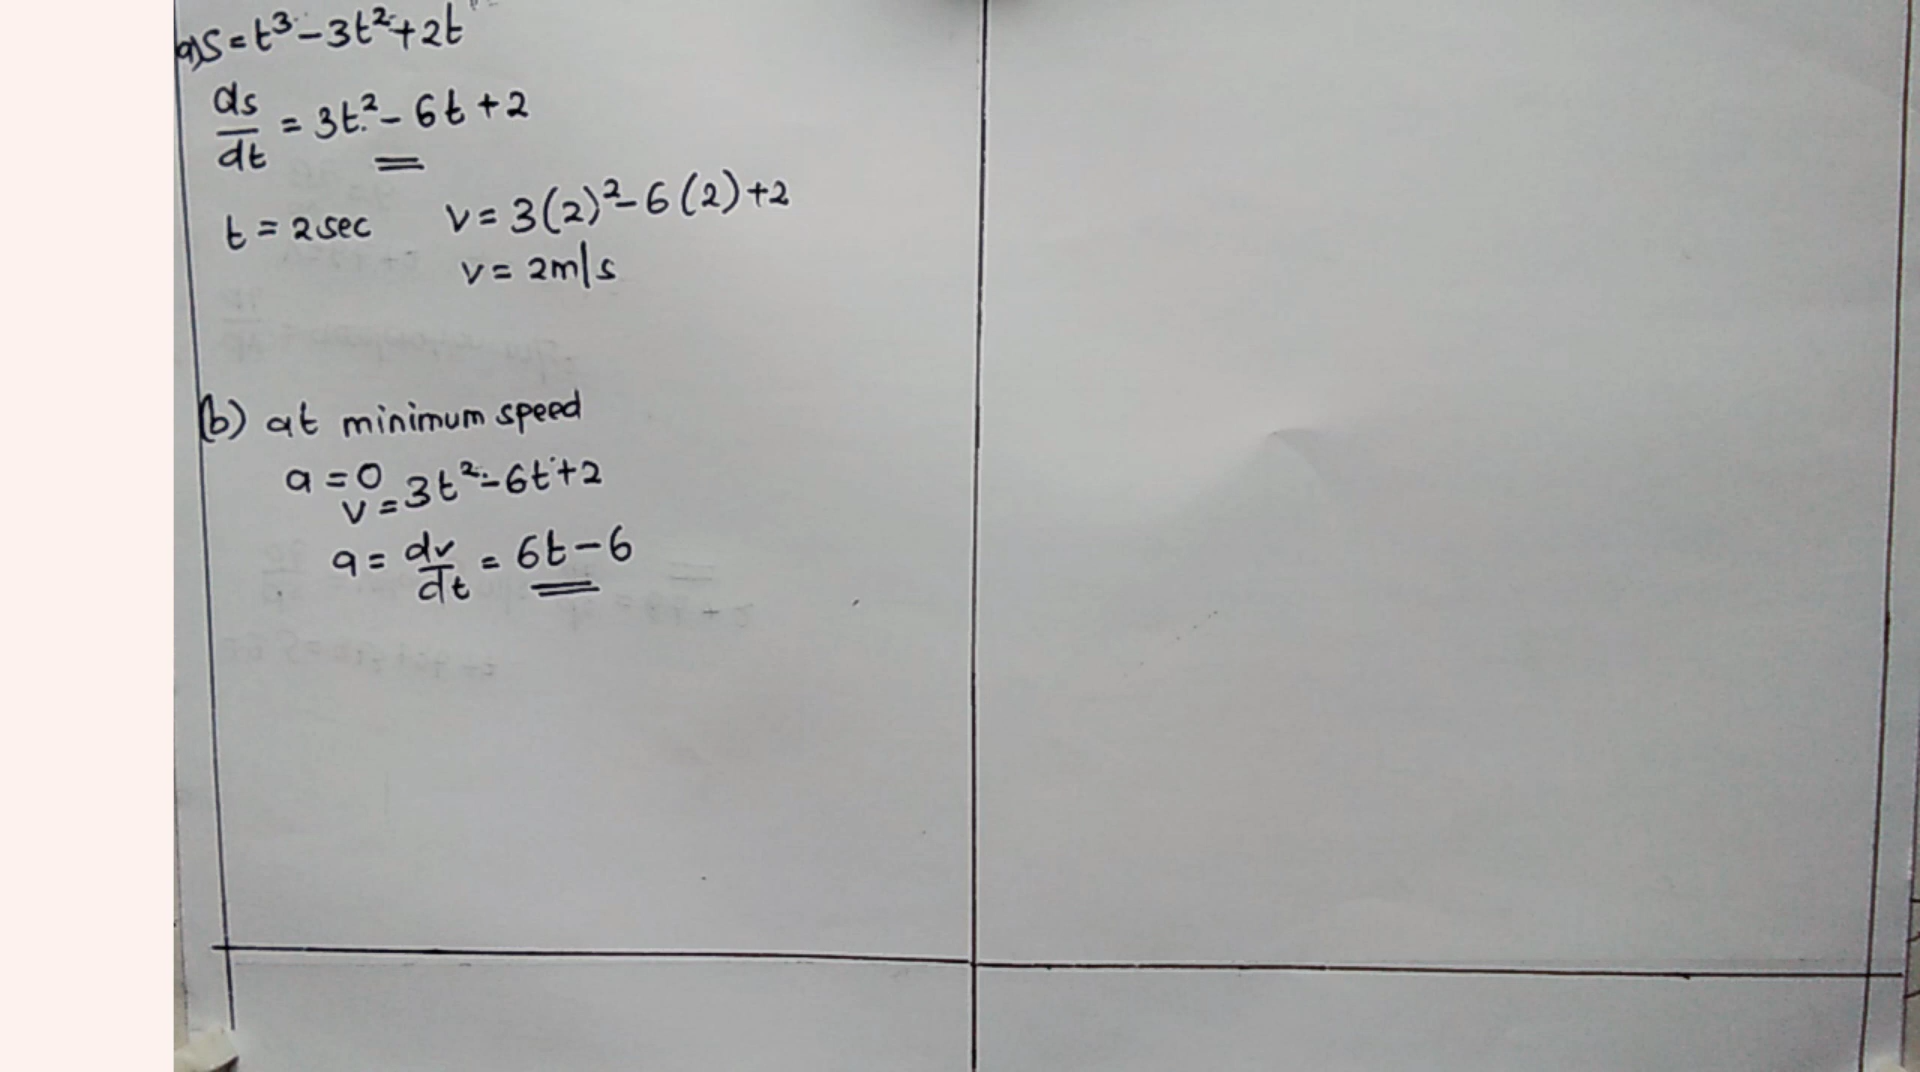 a) S = t³ - 3t² + 2t
ds/dt = 3t² - 6t + 2
t = 2sec v = 3(2)² - 6(2) + 2
v = 2m/s
(b) at minimum speed
a = 0
v = 3t² - 6t + 2
a = dv/dt = 6t - 6